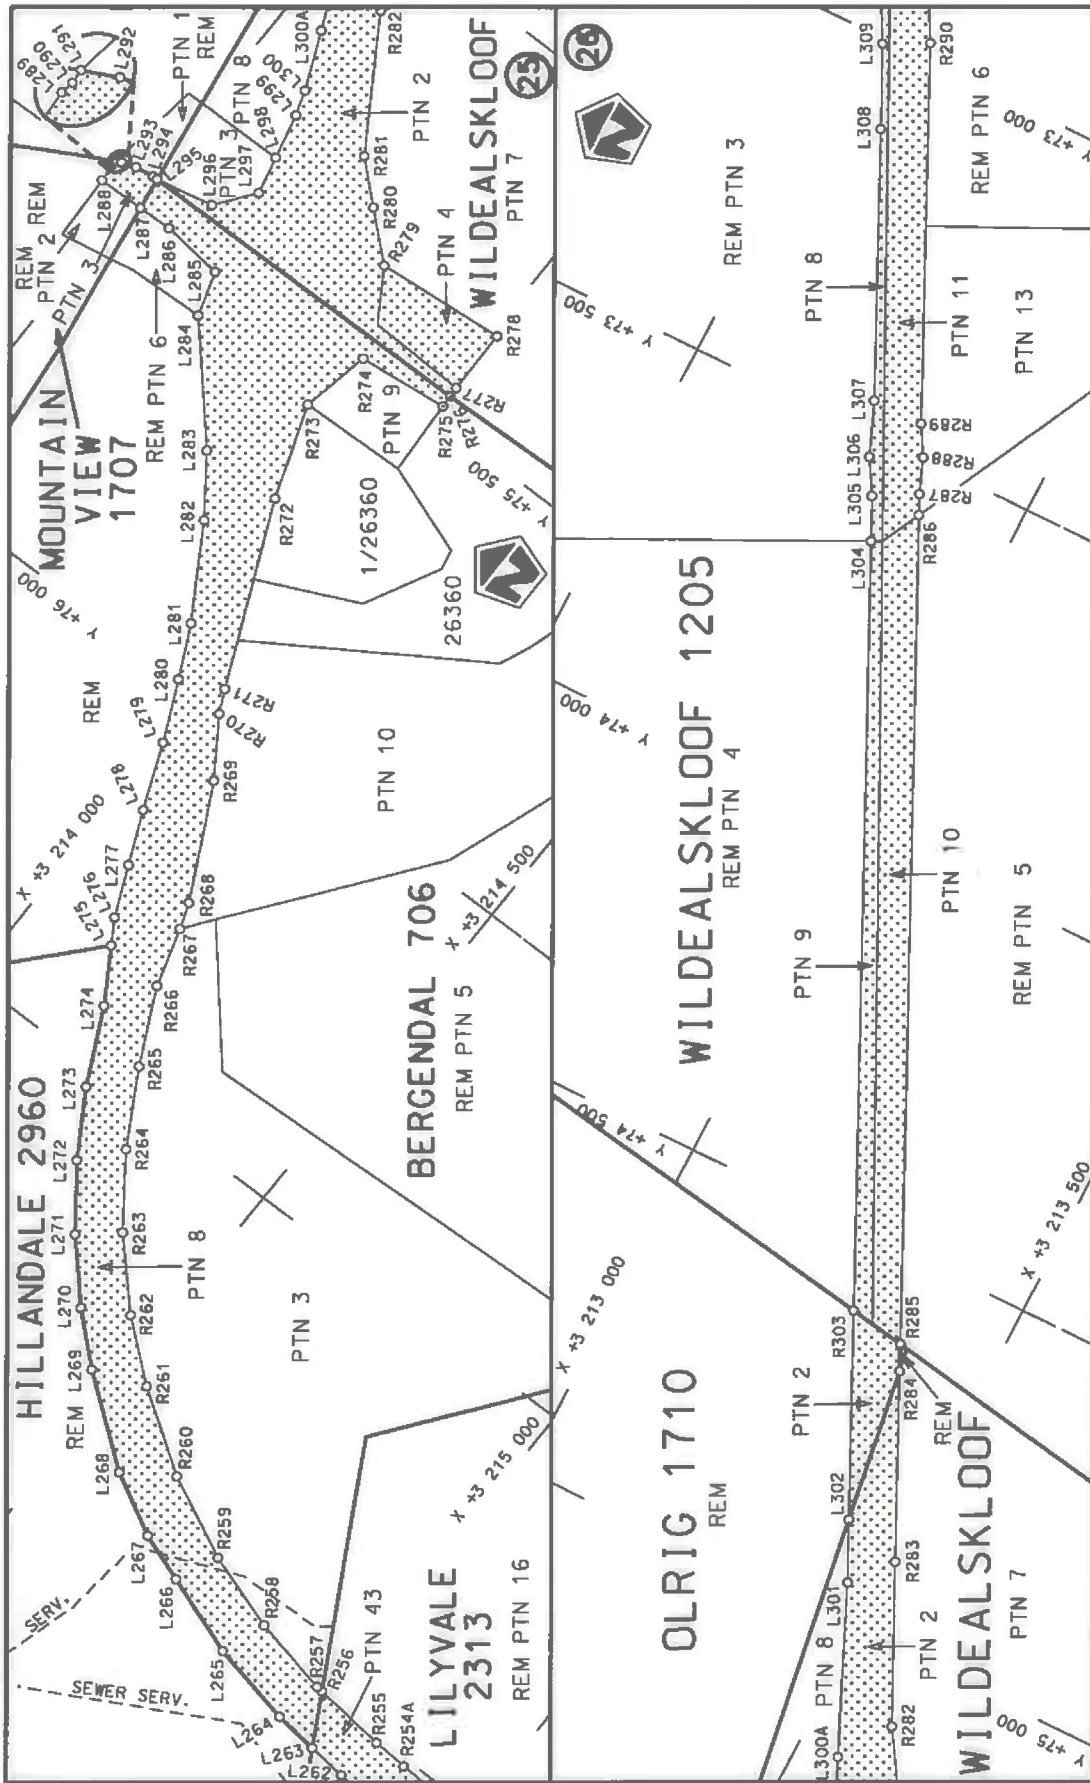 HILLANDALE 2960
REM
MOUNTAIN
VIEW
1707
REM
PTN 2
REM
PTN 3
REM PTN 6
PTN 1
REM
PTN 8
PTN 3
PTN 2
WILDEALSKLOOF
PTN 7
PTN 4
25
Y +76 000
X +3 214 000
REM
Y +75 500
X +3 214 500
X +3 215 000
PTN 9
1/26360
26360
PTN 10
BERGENDAL 706
REM PTN 5
PTN 8
PTN 3
PTN 43
LILYVALE
2313
REM PTN 16
SERV.
SEWER SERV.
L262
L263
L264
L265
L266
L267
L268
L269
L270
L271
L272
L273
L274
L275
L276
L277
L278
L279
L280
L281
L282
L283
L284
L285
L286
L287
L288
L289
L290
L291
L292
L293
L294
L295
L296
L297
L298
L299
L300
L300A
R254A
R255
R256
R257
R258
R259
R260
R261
R262
R263
R264
R265
R266
R267
R268
R269
R270
R271
R272
R273
R274
R275
R276
R277
R278
R279
R280
R281
R282
26
OLRIG 1710
REM
WILDEALSKLOOF 1205
REM PTN 4
REM PTN 3
PTN 8
PTN 2
PTN 9
PTN 8
PTN 2
REM
PTN 10
PTN 11
PTN 13
REM PTN 5
REM PTN 6
WILDEALSKLOOF
PTN 7
X +3 213 000
X +3 213 500
Y +75 000
Y +74 500
Y +74 000
Y +73 500
Y +73 000
L300A
L301
L302
R303
L304
L305
L306
L307
L308
L309
R282
R283
R284
R285
R286
R287
R288
R289
R290